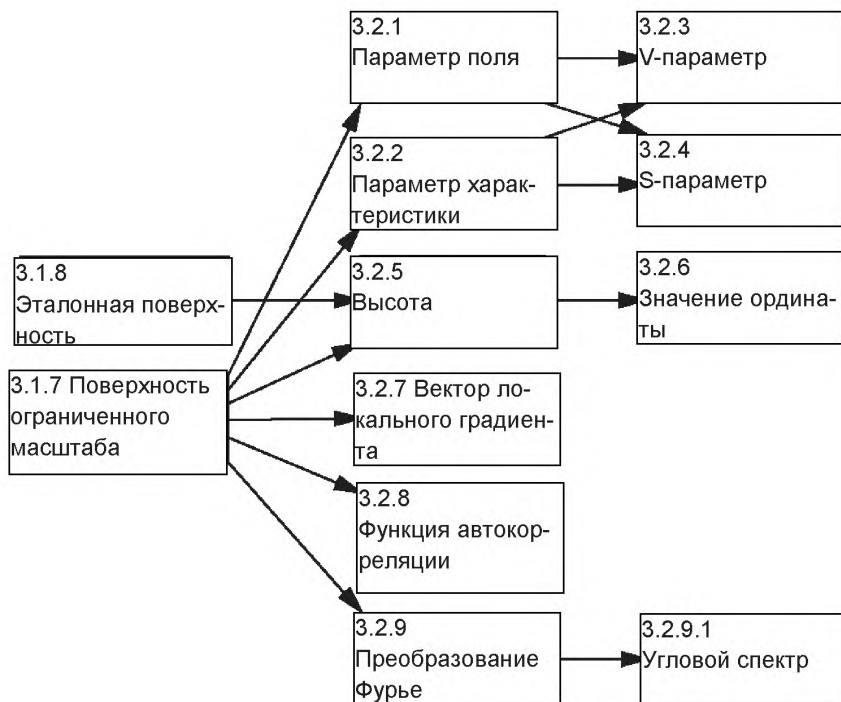 3.2.1
Параметр поля
3.2.3
V-параметр
3.2.2
Параметр харак-
теристики
3.2.4
S-параметр
3.1.8
Эталонная поверх-
ность
3.2.5
Высота
3.2.6
Значение ордина-
ты
3.1.7 Поверхность
ограниченного
масштаба
3.2.7 Вектор ло-
кального градиен-
та
3.2.8
Функция автокор-
реляции
3.2.9
Преобразование
Фурье
3.2.9.1
Угловой спектр